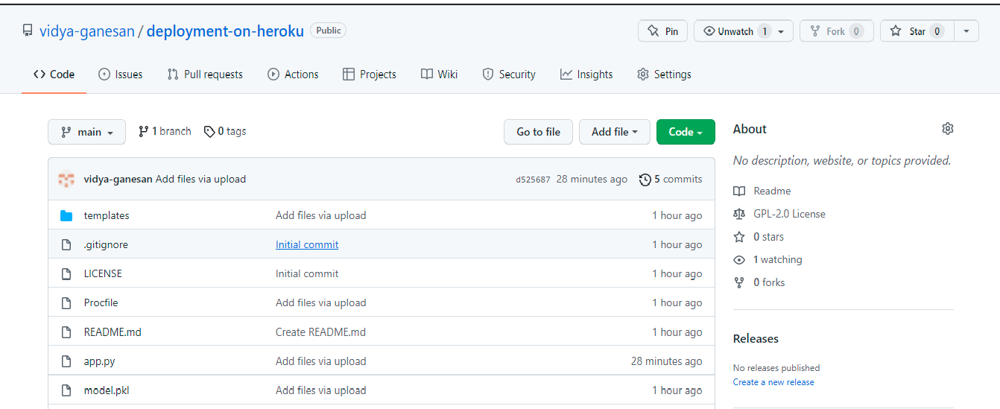 vidya-ganesan / deployment-on-heroku Public Pin Unwatch 1 Fork 0 Star 0
Code Issues Pull requests Actions Projects Wiki Security Insights Settings
main 1 branch 0 tags Go to file Add file Code
vidya-ganesan Add files via upload d525687 28 minutes ago 5 commits
templates Add files via upload 1 hour ago
.gitignore Initial commit 1 hour ago
LICENSE Initial commit 1 hour ago
Procfile Add files via upload 1 hour ago
README.md Create README.md 1 hour ago
app.py Add files via upload 28 minutes ago
model.pkl Add files via upload 1 hour ago
About
No description, website, or topics provided.
Readme
GPL-2.0 License
0 stars
1 watching
0 forks
Releases
No releases published
Create a new release